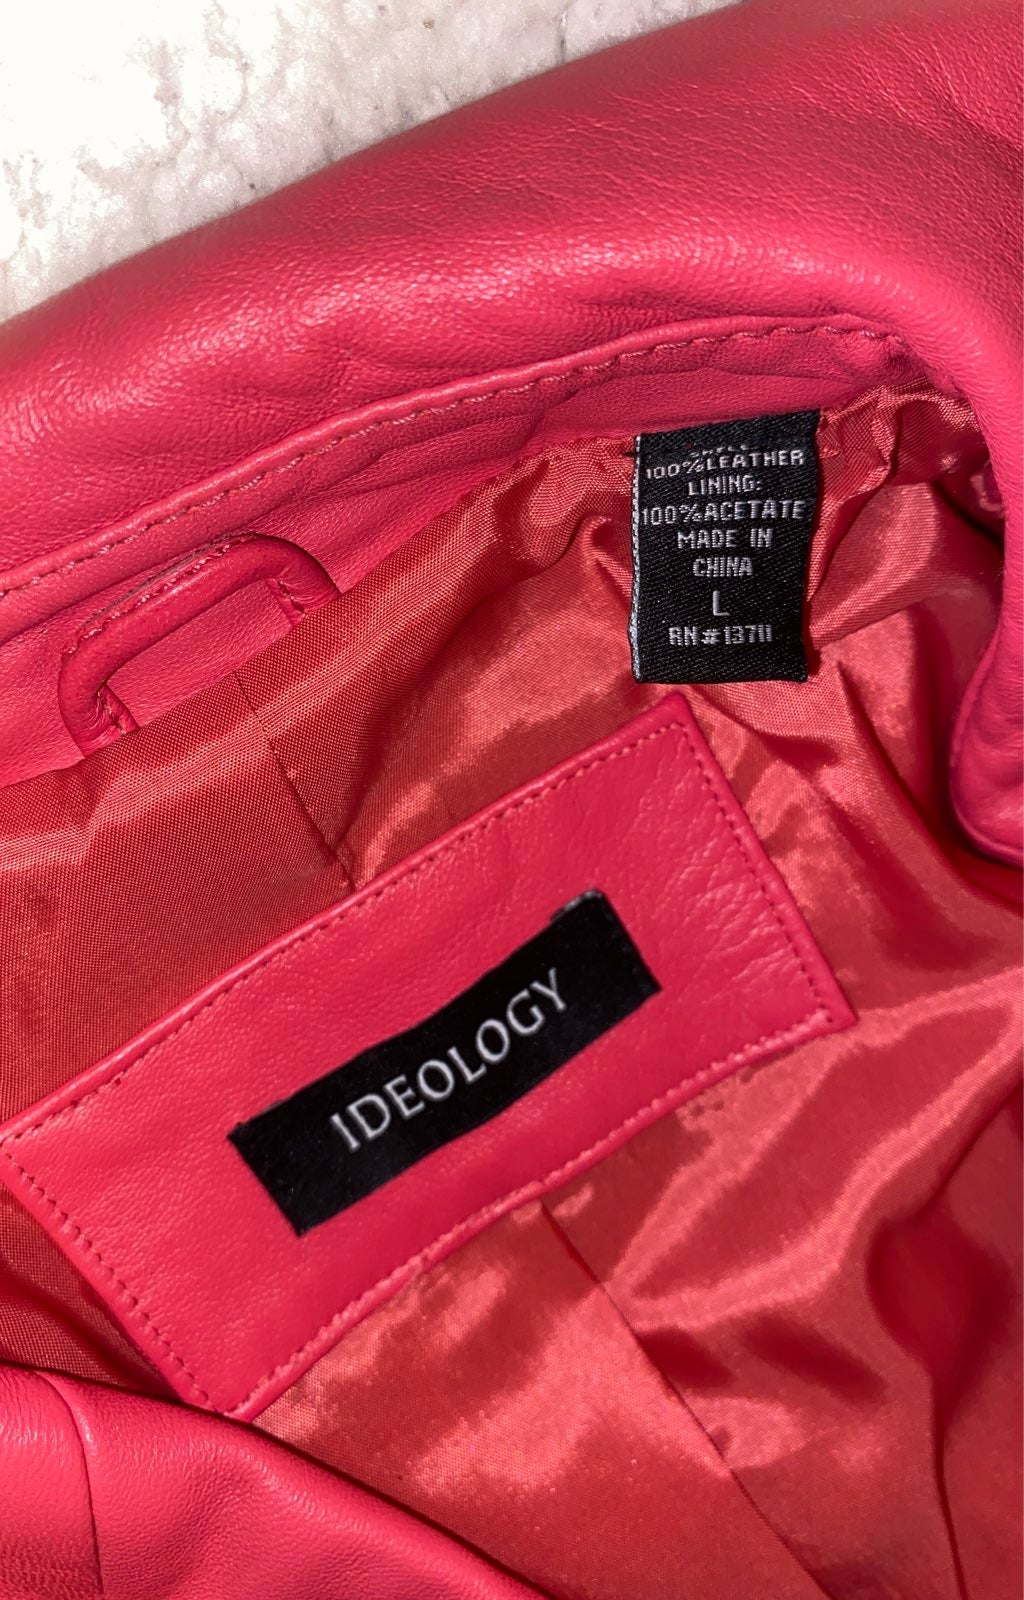 100%LEATHER
LINING:
100%ACETATE
MADE IN
CHINA
L
RN#13711
IDEOLOGY